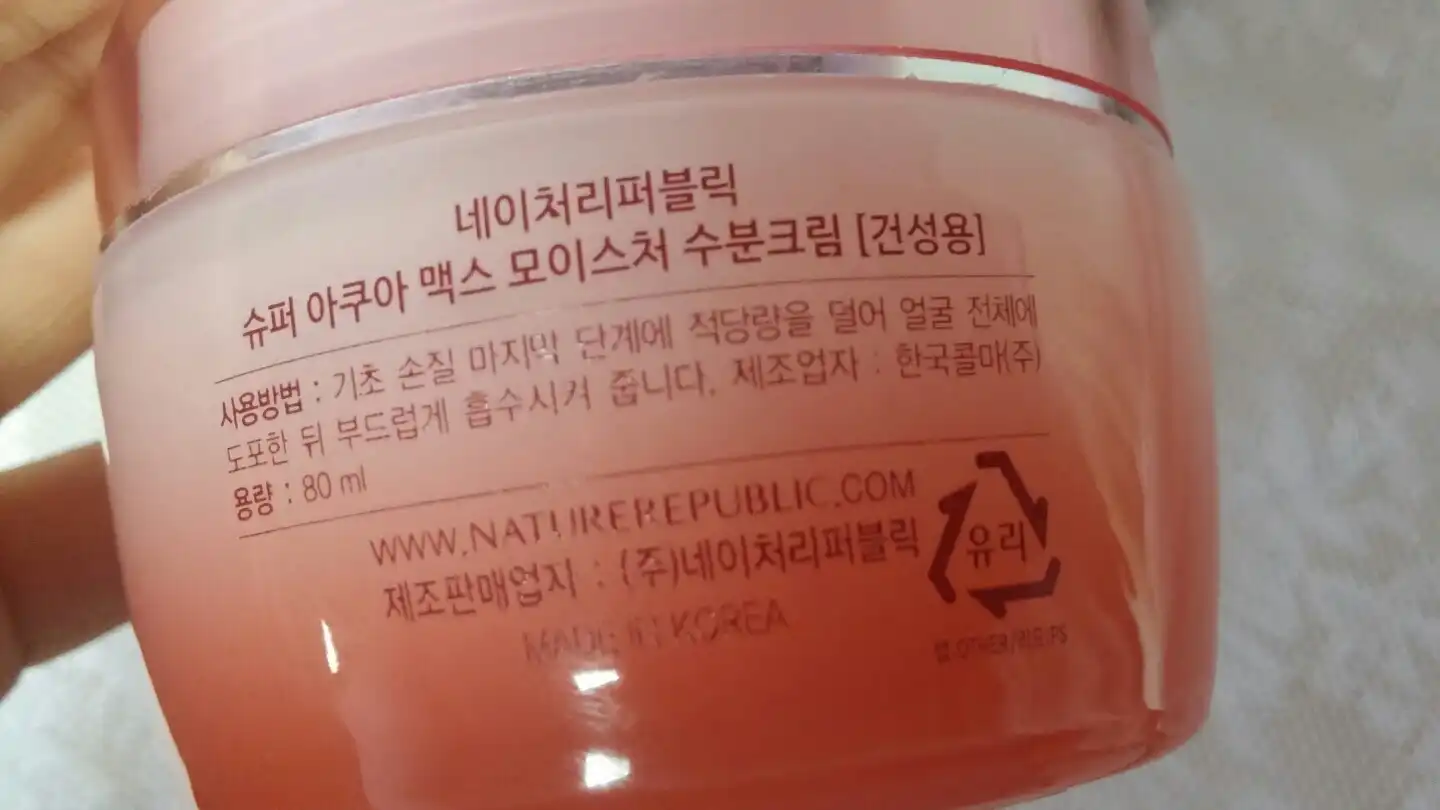 네이처리퍼블릭
슈퍼 아쿠아 맥스 모이스처 수분크림 [건성용]
사용방법 : 기초 손질 마지막 단계에 적당량을 덜어 얼굴 전체에
도포한 뒤 부드럽게 흡수시켜 줍니다. 제조업자 : 한국콜마(주)
용량 : 80 ml
WWW.NATUREREPUBLIC.COM
제조판매업자 : (주)네이처리퍼블릭
MADE IN KOREA
유리
OTHER